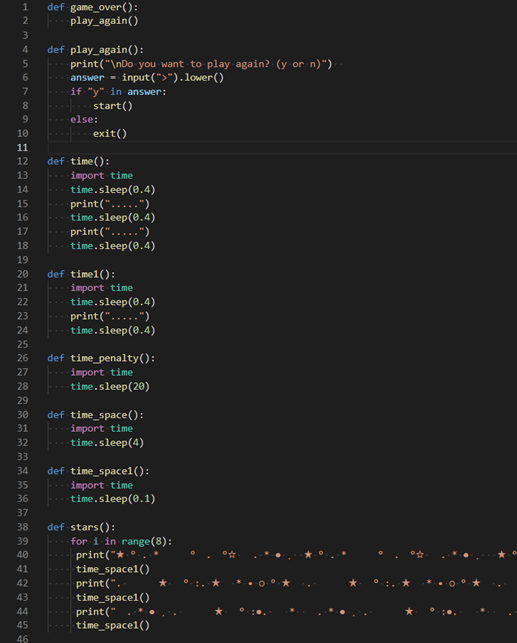 1 def game_over():
2     play_again()
3
4 def play_again():
5     print("\nDo you want to play again? (y or n)")
6     answer = input(">").lower()
7     if "y" in answer:
8         start()
9     else:
10         exit()
11
12 def time():
13     import time
14     time.sleep(0.4)
15     print(".....")
16     time.sleep(0.4)
17     print(".....")
18     time.sleep(0.4)
19
20 def time1():
21     import time
22     time.sleep(0.4)
23     print(".....")
24     time.sleep(0.4)
25
26 def time_penalty():
27     import time
28     time.sleep(20)
29
30 def time_space():
31     import time
32     time.sleep(4)
33
34 def time_space1():
35     import time
36     time.sleep(0.1)
37
38 def stars():
39     for i in range(8):
40      print("★ ° . *     ° . °☆  . * ● . ★ ° . *     ° . °☆  . * ● . ★ °
41      time_space1()
42      print(".     ★  ° :. ★  * • ○ ° ★  .     ★  ° :. ★  * • ○ ° ★  .
43      time_space1()
44      print("  . * ● . .     ★  ° :●.  *   . * ● . .     ★  ° :●.  *   .
45      time_space1()
46